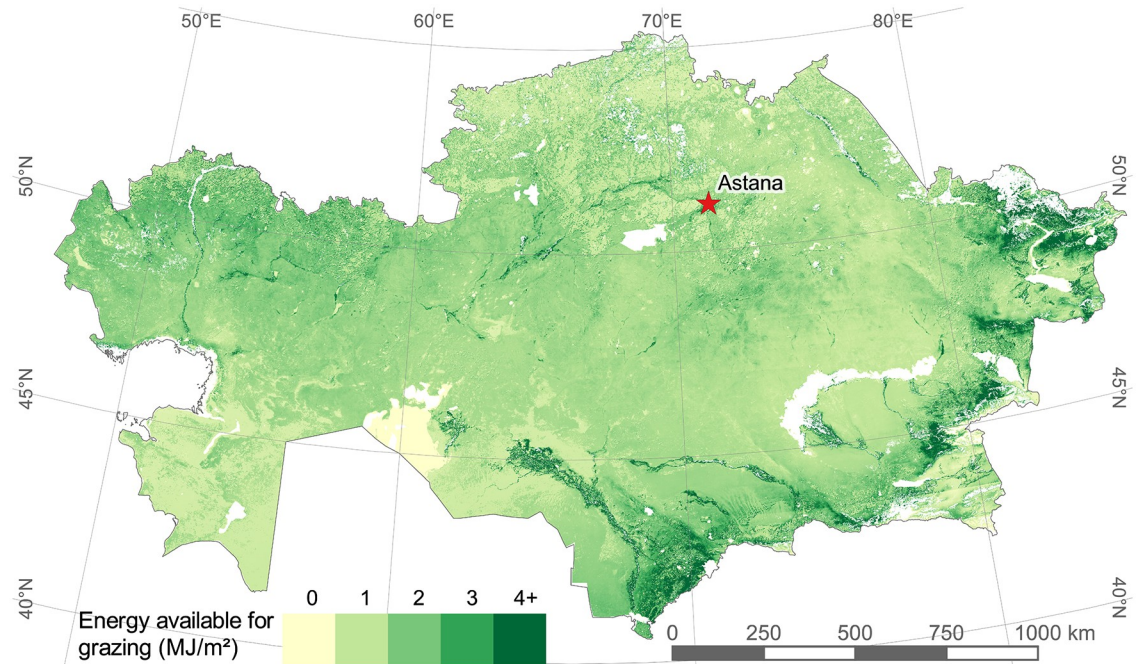 50°E 60°E 70°E 80°E
50°N
50°N
Astana
45°N
45°N
40°N
40°N
0 1 2 3 4+
Energy available for
grazing (MJ/m²)
0 250 500 750 1000 km